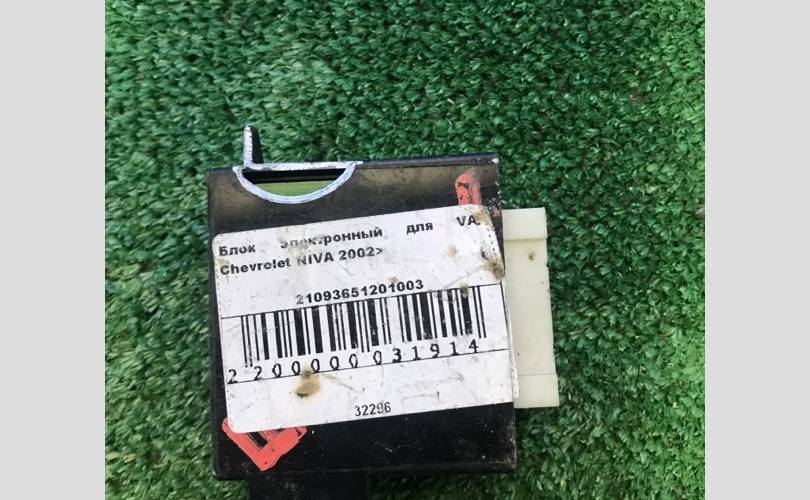 Блок электронный для VA
Chevrolet NIVA 2002>
21093651201003
2200000031914
32296